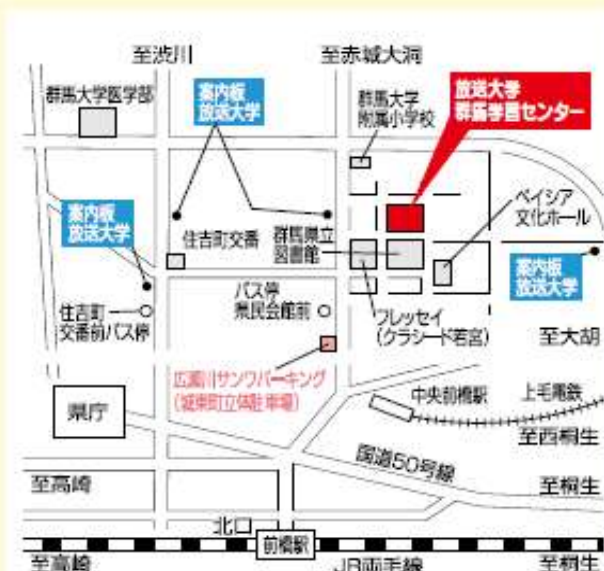 至渋川
至赤城大洞
群馬大学医学部
案内板
放送大学
群馬大学
附属小学校
放送大学
群馬学習センター
案内板
放送大学
住吉町交番
群馬県立
図書館
ベイシア
文化ホール
案内板
放送大学
住吉町
交番前バス停
バス停
県民会館前
フレッセイ
(クラシード若宮)
至大胡
広瀬川サンワパーキング
(城東町立体駐車場)
県庁
中央前橋駅
上毛電鉄
至西桐生
国道50号線
至高崎
至桐生
北口
前橋駅
至高崎
JR両毛線
至桐生